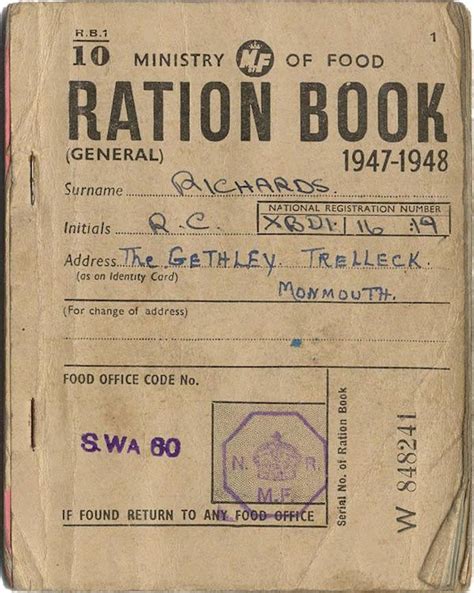 R.B.1
10
1
MINISTRY MF OF FOOD
RATION BOOK
(GENERAL) 1947-1948
Surname RICHARDS.
NATIONAL REGISTRATION NUMBER
Initials R.C. XBD1/16 :19
Address The GETHLEY. TRELLECK.
(as on Identity Card)
MONMOUTH.
(For change of address)
FOOD OFFICE CODE No.
S.WA 60
N. R.
M.F.
IF FOUND RETURN TO ANY FOOD OFFICE
Serial No. of Ration Book
W 848241